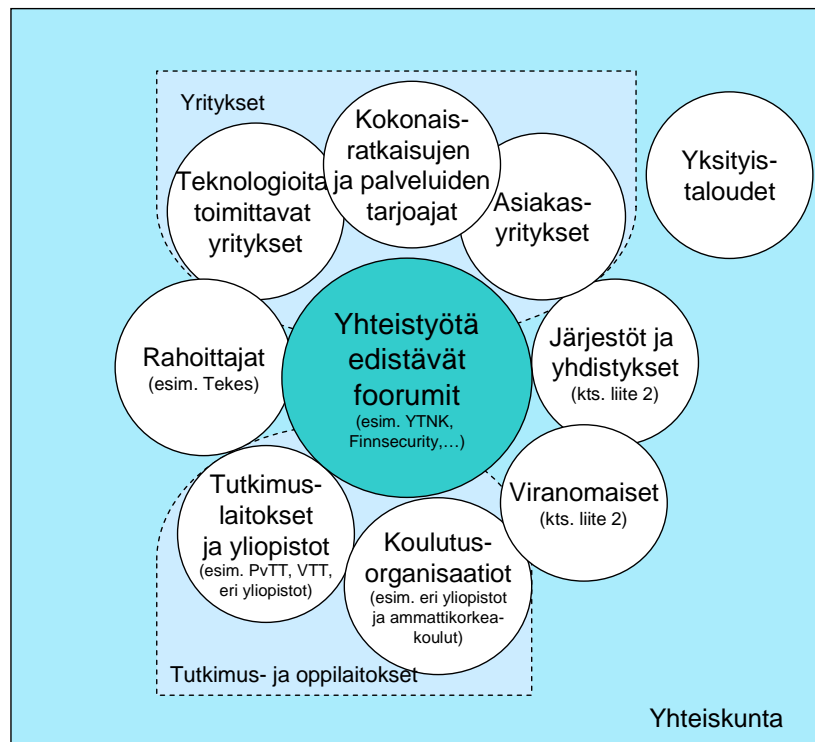 Yritykset
Kokonais-
ratkaisujen
ja palveluiden
tarjoajat
Teknologioita
toimittavat
yritykset
Asiakas-
yritykset
Yksityis-
taloudet
Rahoittajat
(esim. Tekes)
Yhteistyötä
edistävät
foorumit
(esim. YTNK,
Finnsecurity,...)
Järjestöt ja
yhdistykset
(kts. liite 2)
Viranomaiset
(kts. liite 2)
Tutkimus-
laitokset
ja yliopistot
(esim. PvTT, VTT,
eri yliopistot)
Koulutus-
organisaatiot
(esim. eri yliopistot
ja ammattikorkea-
koulut)
Tutkimus- ja oppilaitokset
Yhteiskunta